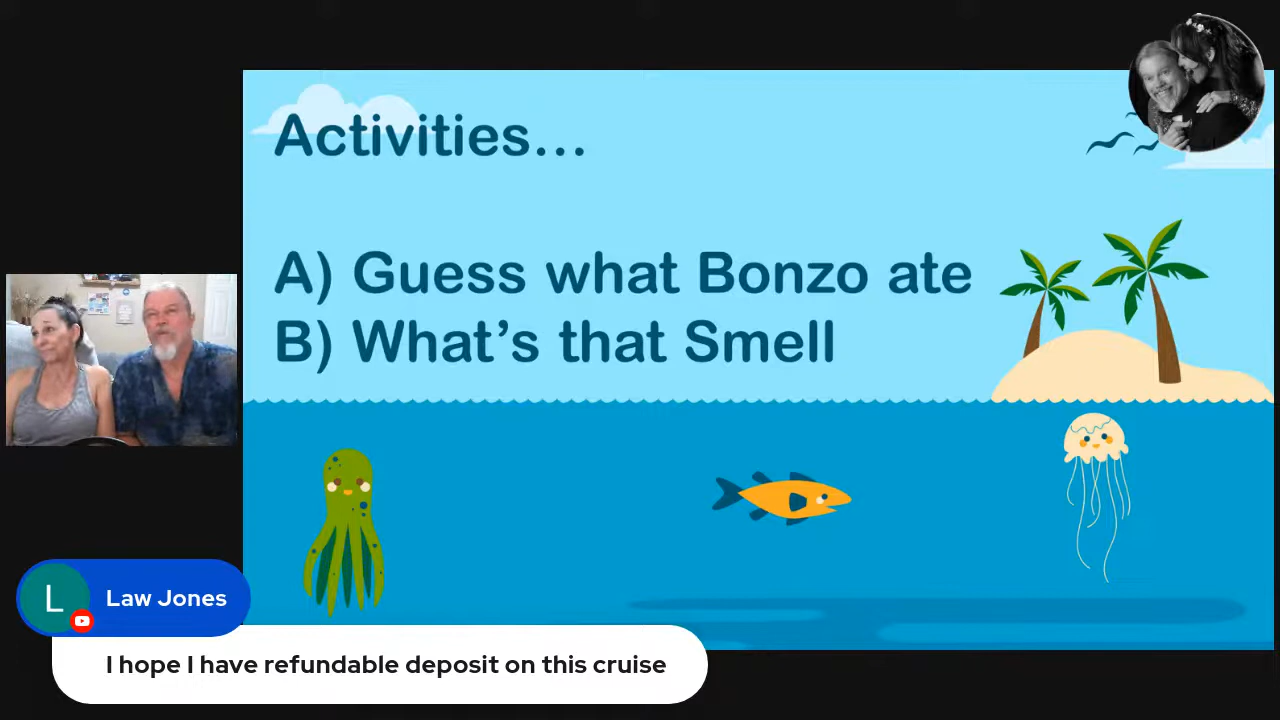 Activities...
A) Guess what Bonzo ate
B) What's that Smell
L
Law Jones
I hope I have refundable deposit on this cruise